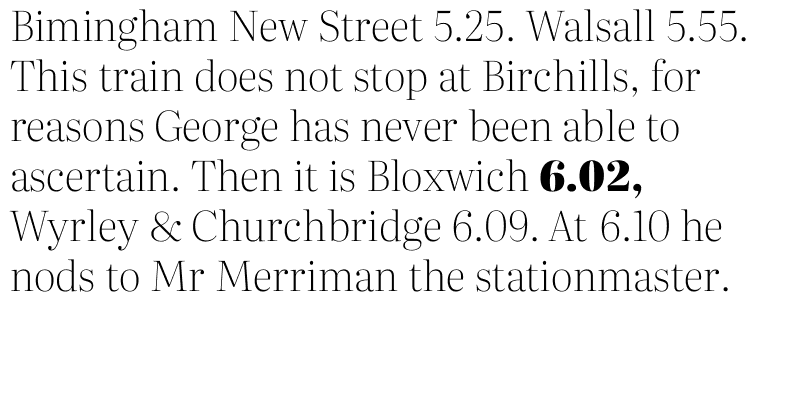 Bimingham New Street 5.25. Walsall 5.55.
This train does not stop at Birchills, for
reasons George has never been able to
ascertain. Then it is Bloxwich 6.02,
Wyrley & Churchbridge 6.09. At 6.10 he
nods to Mr Merriman the stationmaster.